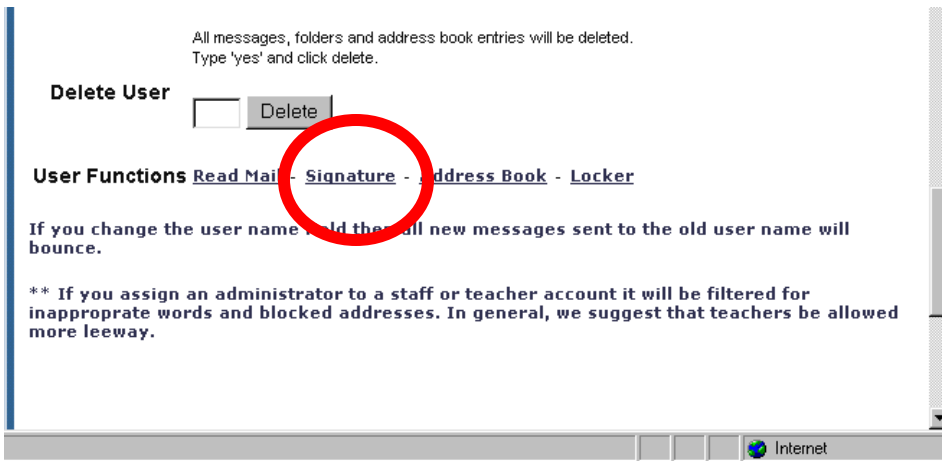 All messages, folders and address book entries will be deleted.
Type 'yes' and click delete.
Delete User
Delete
User Functions Read Mail - Signature - Address Book - Locker
If you change the user name then all new messages sent to the old user name will
bounce.
** If you assign an administrator to a staff or teacher account it will be filtered for
inapproprate words and blocked addresses. In general, we suggest that teachers be allowed
more leeway.
Internet